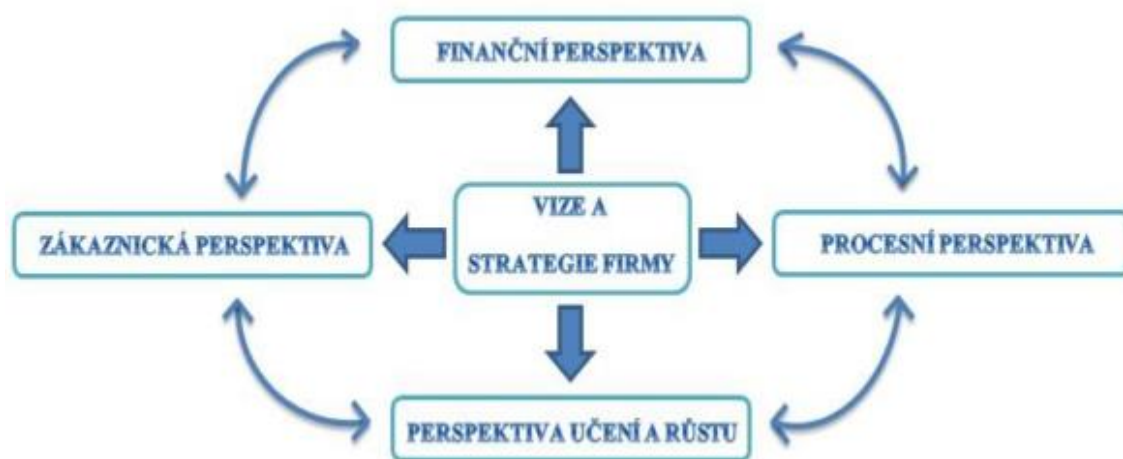 FINANČNÍ PERSPEKTIVA
VIZE A
STRATEGIE FIRMY
ZÁKAZNICKÁ PERSPEKTIVA
PROCESNÍ PERSPEKTIVA
PERSPEKTIVA UČENÍ A RŮSTU